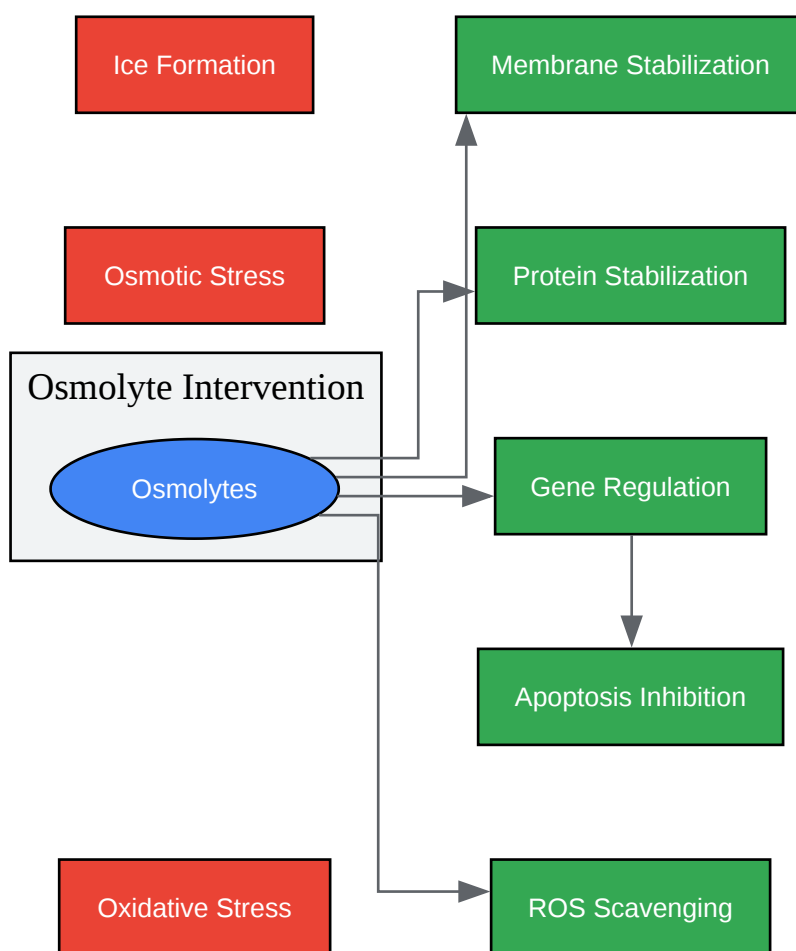 Ice Formation
Membrane Stabilization
Osmotic Stress
Protein Stabilization
Osmolyte Intervention
Osmolytes
Gene Regulation
Apoptosis Inhibition
Oxidative Stress
ROS Scavenging